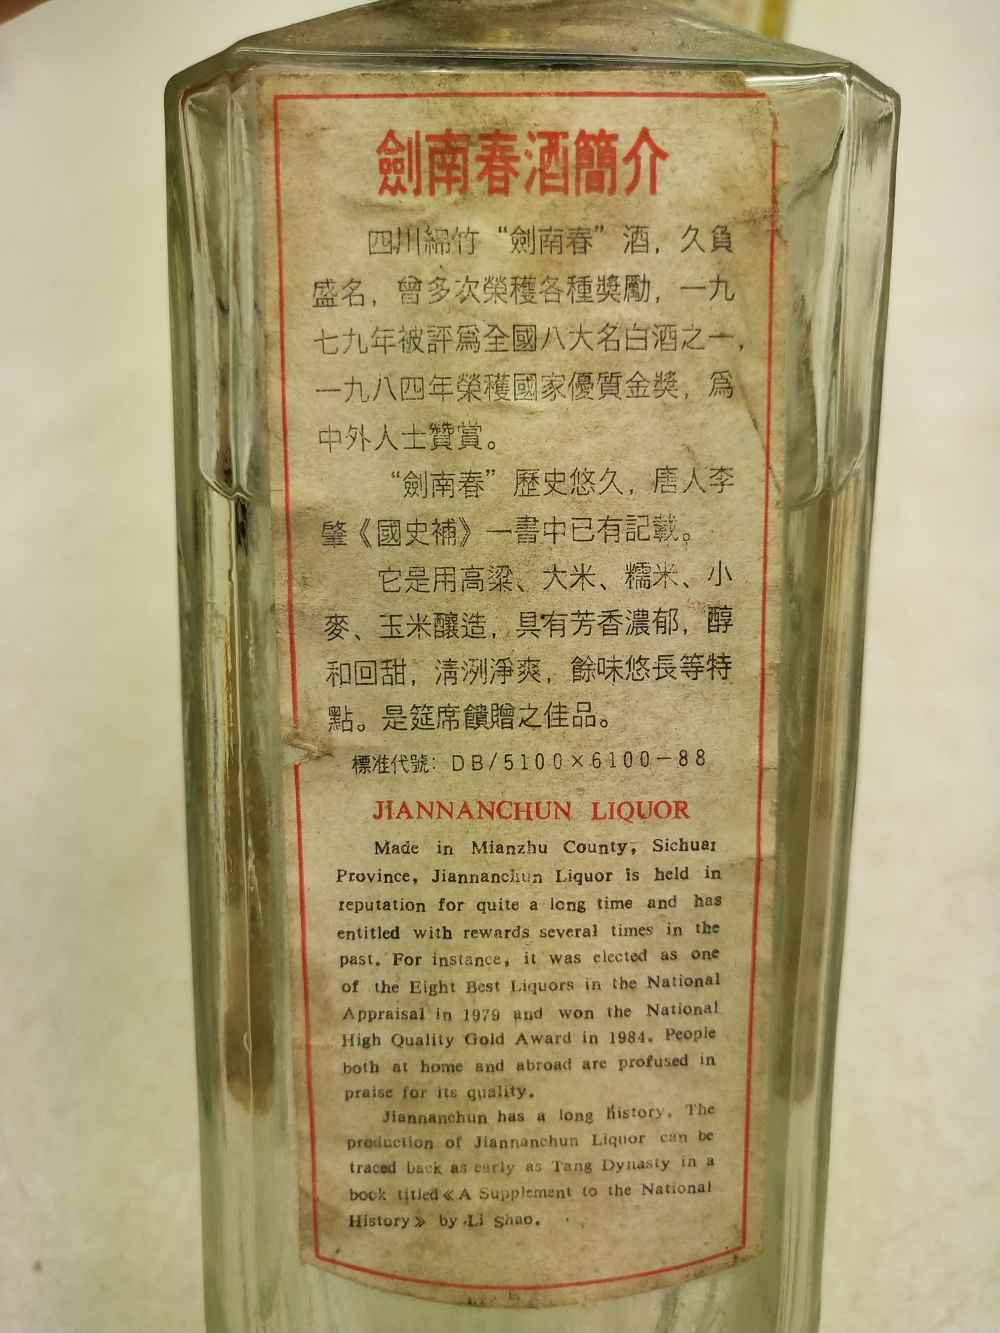 劍南春酒簡介
四川綿竹“劍南春”酒，久負
盛名，曾多次榮穫各種獎勵，一九
七九年被評爲全國八大名白酒之一，
一九八四年榮穫國家優質金獎，爲
中外人士贊賞。
“劍南春”歷史悠久，唐人李
肇《國史補》一書中已有記載。
它是用高粱、大米、糯米、小
麥、玉米釀造，具有芳香濃郁，醇
和回甜，清洌淨爽，餘味悠長等特
點。是筵席饋贈之佳品。
標准代號：DB/5100×6100－88
JIANNANCHUN LIQUOR
Made in Mianzhu County, Sichuan
Province, Jiannanchun Liquor is held in
reputation for quite a long time and has
entitled with rewards several times in the
past. For instance, it was elected as one
of the Eight Best Liquors in the National
Appraisal in 1979 and won the National
High Quality Gold Award in 1984. People
both at home and abroad are profused in
praise for its quality.
Jiannanchun has a long history. The
production of Jiannanchun Liquor can be
traced back as early as Tang Dynasty in a
book titled《A Supplement to the National
History》by Li Shao.